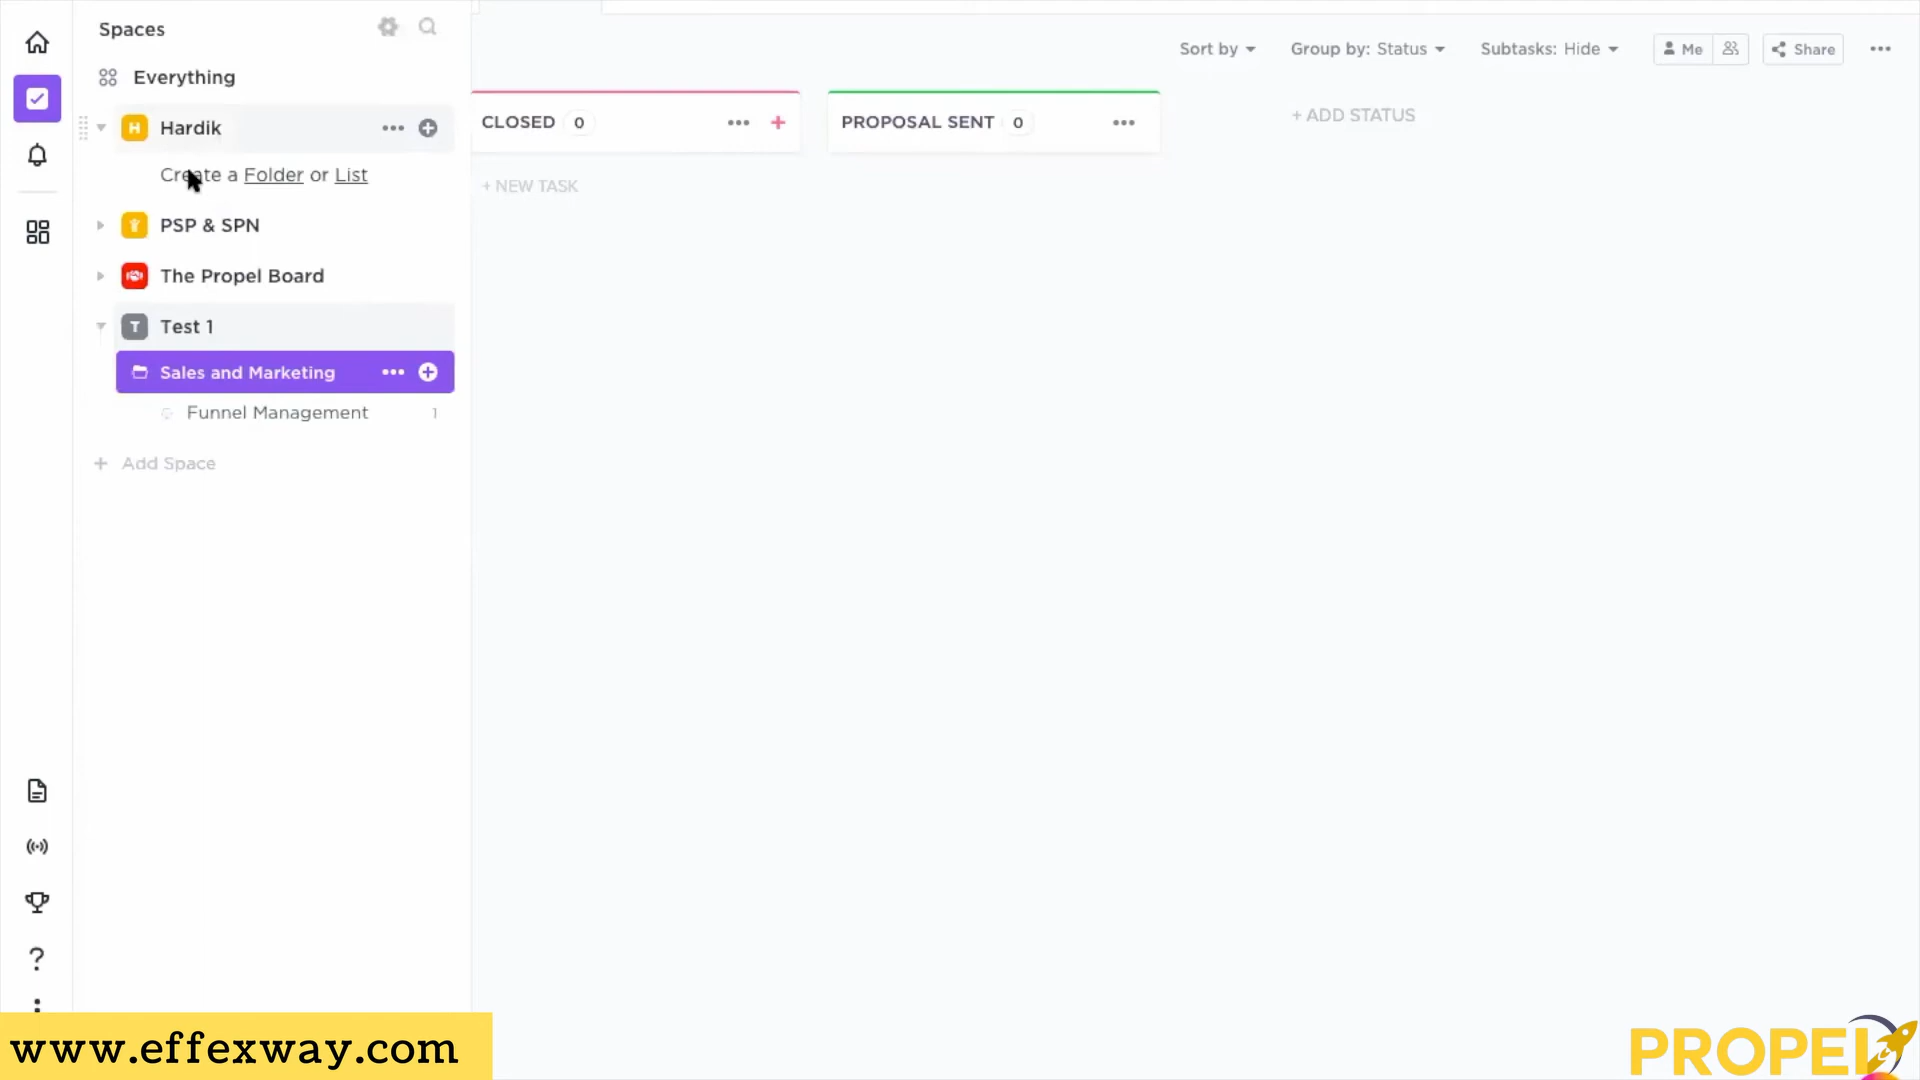 Spaces
Everything
H Hardik
Create a Folder or List
PSP & SPN
The Propel Board
T Test 1
Sales and Marketing
Funnel Management 1
+ Add Space
Sort by
Group by: Status
Subtasks: Hide
Me
Share
CLOSED 0
PROPOSAL SENT 0
+ ADD STATUS
+ NEW TASK
www.effexway.com
PROPEL